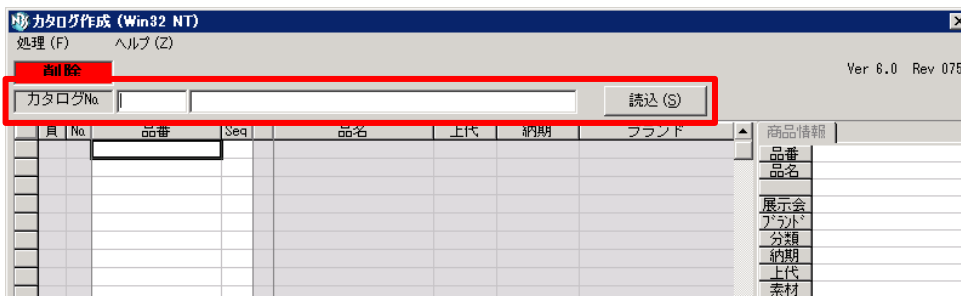 カタログ作成 (Win32 NT)
処理(F) ヘルプ(Z)
削除 Ver 6.0 Rev 075
カタログNo. 読込(S)
頁 No. 品番 Seq 品名 上代 納期 ブランド 商品情報
品番
品名
展示会
ブランド
分類
納期
上代
素材